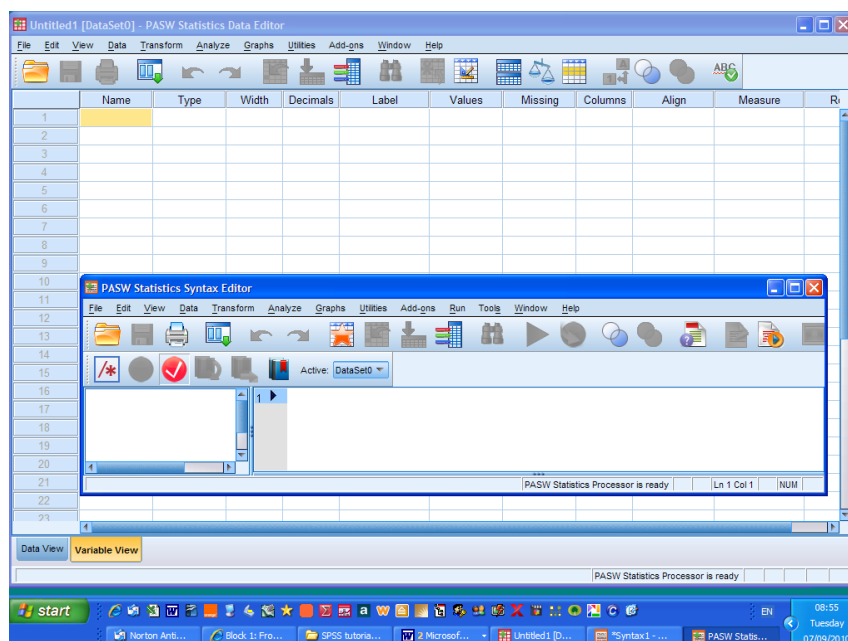 Untitled1 [DataSet0] - PASW Statistics Data Editor
File Edit View Data Transform Analyze Graphs Utilities Add-ons Window Help
Name Type Width Decimals Label Values Missing Columns Align Measure
1
2
3
4
5
6
7
8
9
10
11
12
13
14
15
16
17
18
19
20
21
22
23
PASW Statistics Syntax Editor
File Edit View Data Transform Analyze Graphs Utilities Add-ons Run Tools Window Help
Active: DataSet0
1
PASW Statistics Processor is ready Ln 1 Col 1 NUM
Data View Variable View
PASW Statistics Processor is ready
start EN 08:55
Tuesday
Norton Anti... Block 1: Fro... SPSS tutoria... 2 Microsof... Untitled1 [D... *Syntax1 - ... PASW Statis...